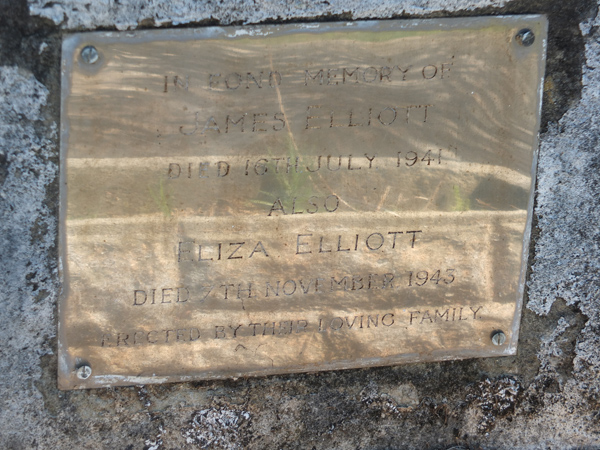 IN FOND MEMORY OF
JAMES ELLIOTT
DIED 16TH JULY 1941
ALSO
ELIZA ELLIOTT
DIED 7TH NOVEMBER 1945
ERECTED BY THEIR LOVING FAMILY